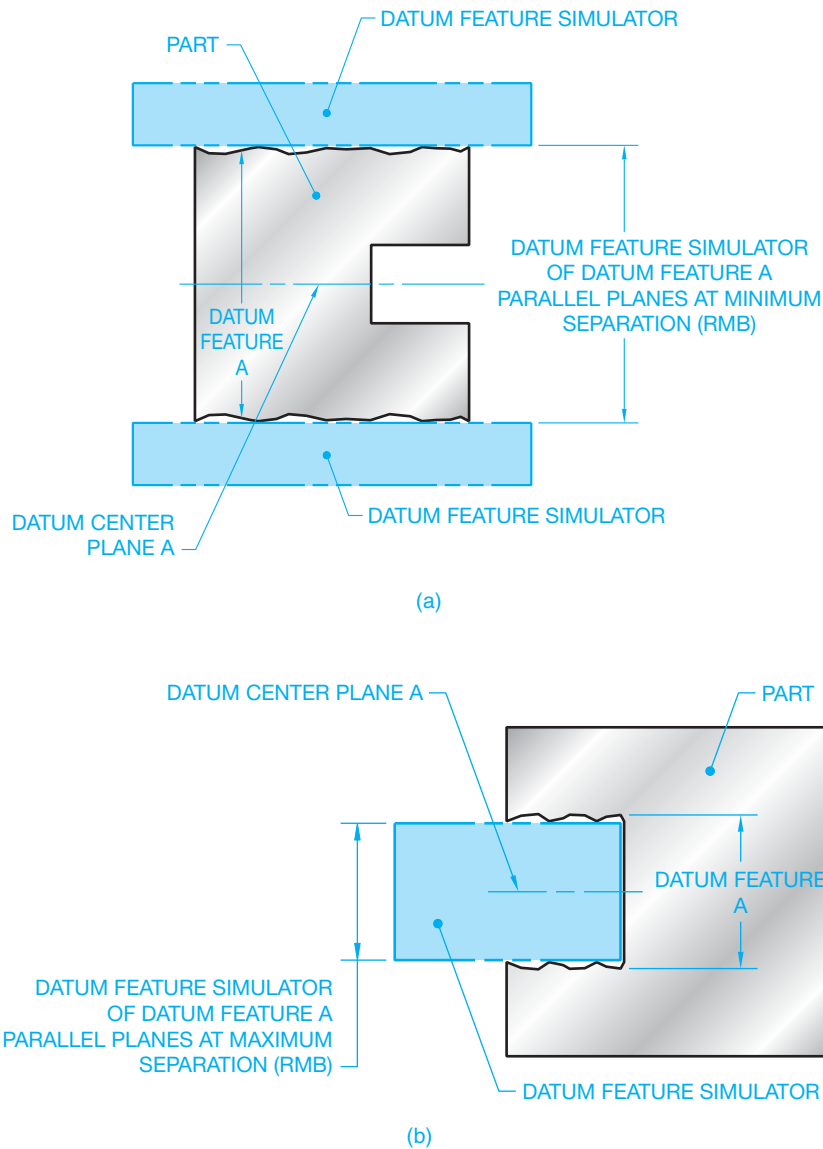 DATUM FEATURE SIMULATOR
PART
DATUM FEATURE SIMULATOR
OF DATUM FEATURE A
PARALLEL PLANES AT MINIMUM
SEPARATION (RMB)
DATUM
FEATURE
A
DATUM CENTER
PLANE A
DATUM FEATURE SIMULATOR
(a)
DATUM CENTER PLANE A
PART
DATUM FEATURE
A
DATUM FEATURE SIMULATOR
OF DATUM FEATURE A
PARALLEL PLANES AT MAXIMUM
SEPARATION (RMB)
DATUM FEATURE SIMULATOR
(b)